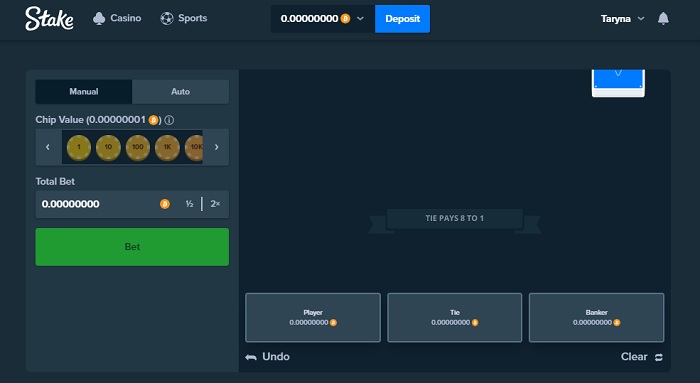 Stake Casino Sports 0.00000000 Deposit Taryna
Manual Auto
Chip Value (0.00000001 )
1 10 100 1K 10K
Total Bet
0.00000000 ½ 2×
Bet
TIE PAYS 8 TO 1
Player Tie Banker
0.00000000 0.00000000 0.00000000
Undo Clear